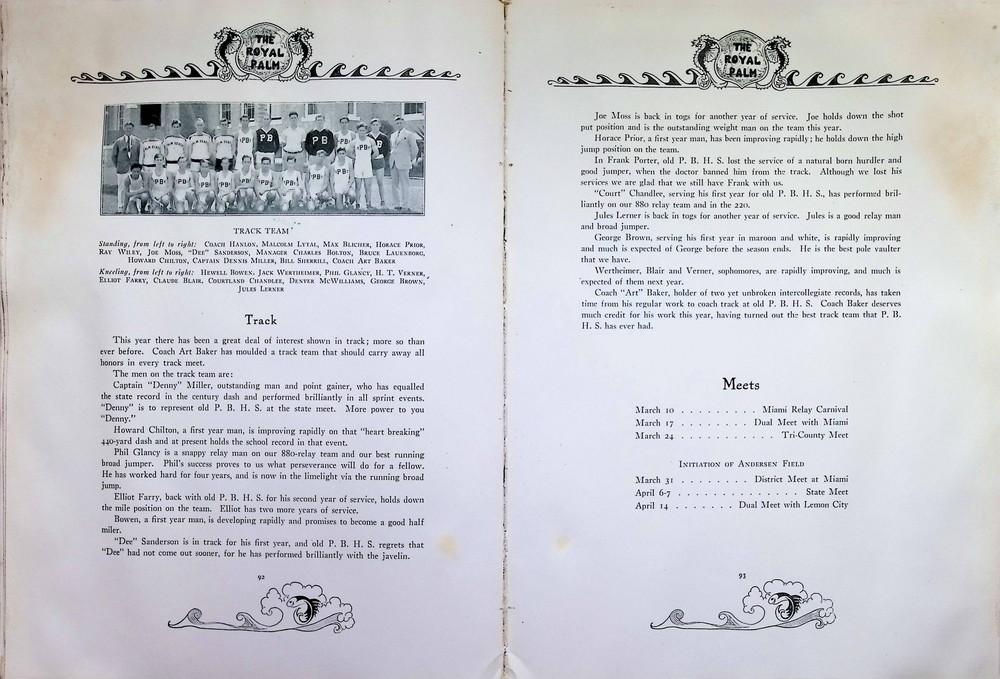 THE
ROYAL
PALM
TRACK TEAM
Standing, from left to right: Coach Hanlon, Malcolm Lytal, Max Blicher, Horace Prior,
Ray Wiley, Joe Moss, "Dee" Sanderson, Manager Charles Bolton, Bruce Lauenborg,
Howard Chilton, Captain Dennis Miller, Bill Sherrill, Coach Art Baker
Kneeling, from left to right: Hewell Bowen, Jack Wertheimer, Phil Glancy, H. T. Verner,
Elliot Farry, Claude Blair, Courtland Chandlee, Denver McWilliams, George Brown,
Jules Lerner
Track
This year there has been a great deal of interest shown in track; more so than
ever before. Coach Art Baker has moulded a track team that should carry away all
honors in every track meet.
The men on the track team are:
Captain "Denny" Miller, outstanding man and point gainer, who has equalled
the state record in the century dash and performed brilliantly in all sprint events.
"Denny" is to represent old P. B. H. S. at the state meet. More power to you
"Denny."
Howard Chilton, a first year man, is improving rapidly on that "heart breaking"
440-yard dash and at present holds the school record in that event.
Phil Glancy is a snappy relay man on our 880-relay team and our best running
broad jumper. Phil's success proves to us what perseverance will do for a fellow.
He has worked hard for four years, and is now in the limelight via the running broad
jump.
Elliot Farry, back with old P. B. H. S. for his second year of service, holds down
the mile position on the team. Elliot has two more years of service.
Bowen, a first year man, is developing rapidly and promises to become a good half
miler.
"Dee" Sanderson is in track for his first year, and old P. B. H. S. regrets that
"Dee" had not come out sooner, for he has performed brilliantly with the javelin.
92
THE
ROYAL
PALM
Joe Moss is back in togs for another year of service. Joe holds down the shot
put position and is the outstanding weight man on the team this year.
Horace Prior, a first year man, has been improving rapidly; he holds down the high
jump position on the team.
In Frank Porter, old P. B. H. S. lost the service of a natural born hurdler and
good jumper, when the doctor banned him from the track. Although we lost his
services we are glad that we still have Frank with us.
"Court" Chandlee, serving his first year for old P. B. H. S., has performed bril-
liantly on our 880 relay team and in the 220.
Jules Lerner is back in togs for another year of service. Jules is a good relay man
and broad jumper.
George Brown, serving his first year in maroon and white, is rapidly improving
and much is expected of George before the season ends. He is the best pole vaulter
that we have.
Wertheimer, Blair and Verner, sophomores, are rapidly improving, and much is
expected of them next year.
Coach "Art" Baker, holder of two yet unbroken intercollegiate records, has taken
time from his regular work to coach track at old P. B. H. S. Coach Baker deserves
much credit for his work this year, having turned out the best track team that P. B.
H. S. has ever had.
Meets
March 10 . . . . . . . . . Miami Relay Carnival
March 17 . . . . . . . . Dual Meet with Miami
March 24 . . . . . . . . . . . Tri-County Meet
Initiation of Andersen Field
March 31 . . . . . . . . District Meet at Miami
April 6-7 . . . . . . . . . . . . . . State Meet
April 14 . . . . . . . Dual Meet with Lemon City
93